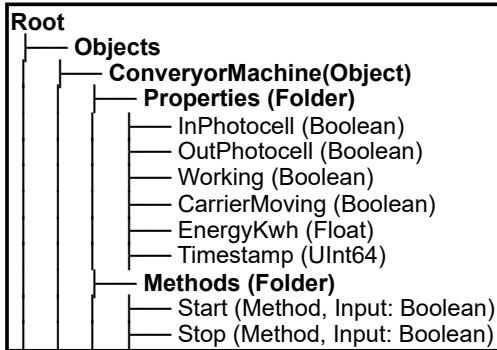 Root
Objects
ConveryorMachine(Object)
Properties (Folder)
InPhotocell (Boolean)
OutPhotocell (Boolean)
Working (Boolean)
CarrierMoving (Boolean)
EnergyKwh (Float)
Timestamp (UInt64)
Methods (Folder)
Start (Method, Input: Boolean)
Stop (Method, Input: Boolean)